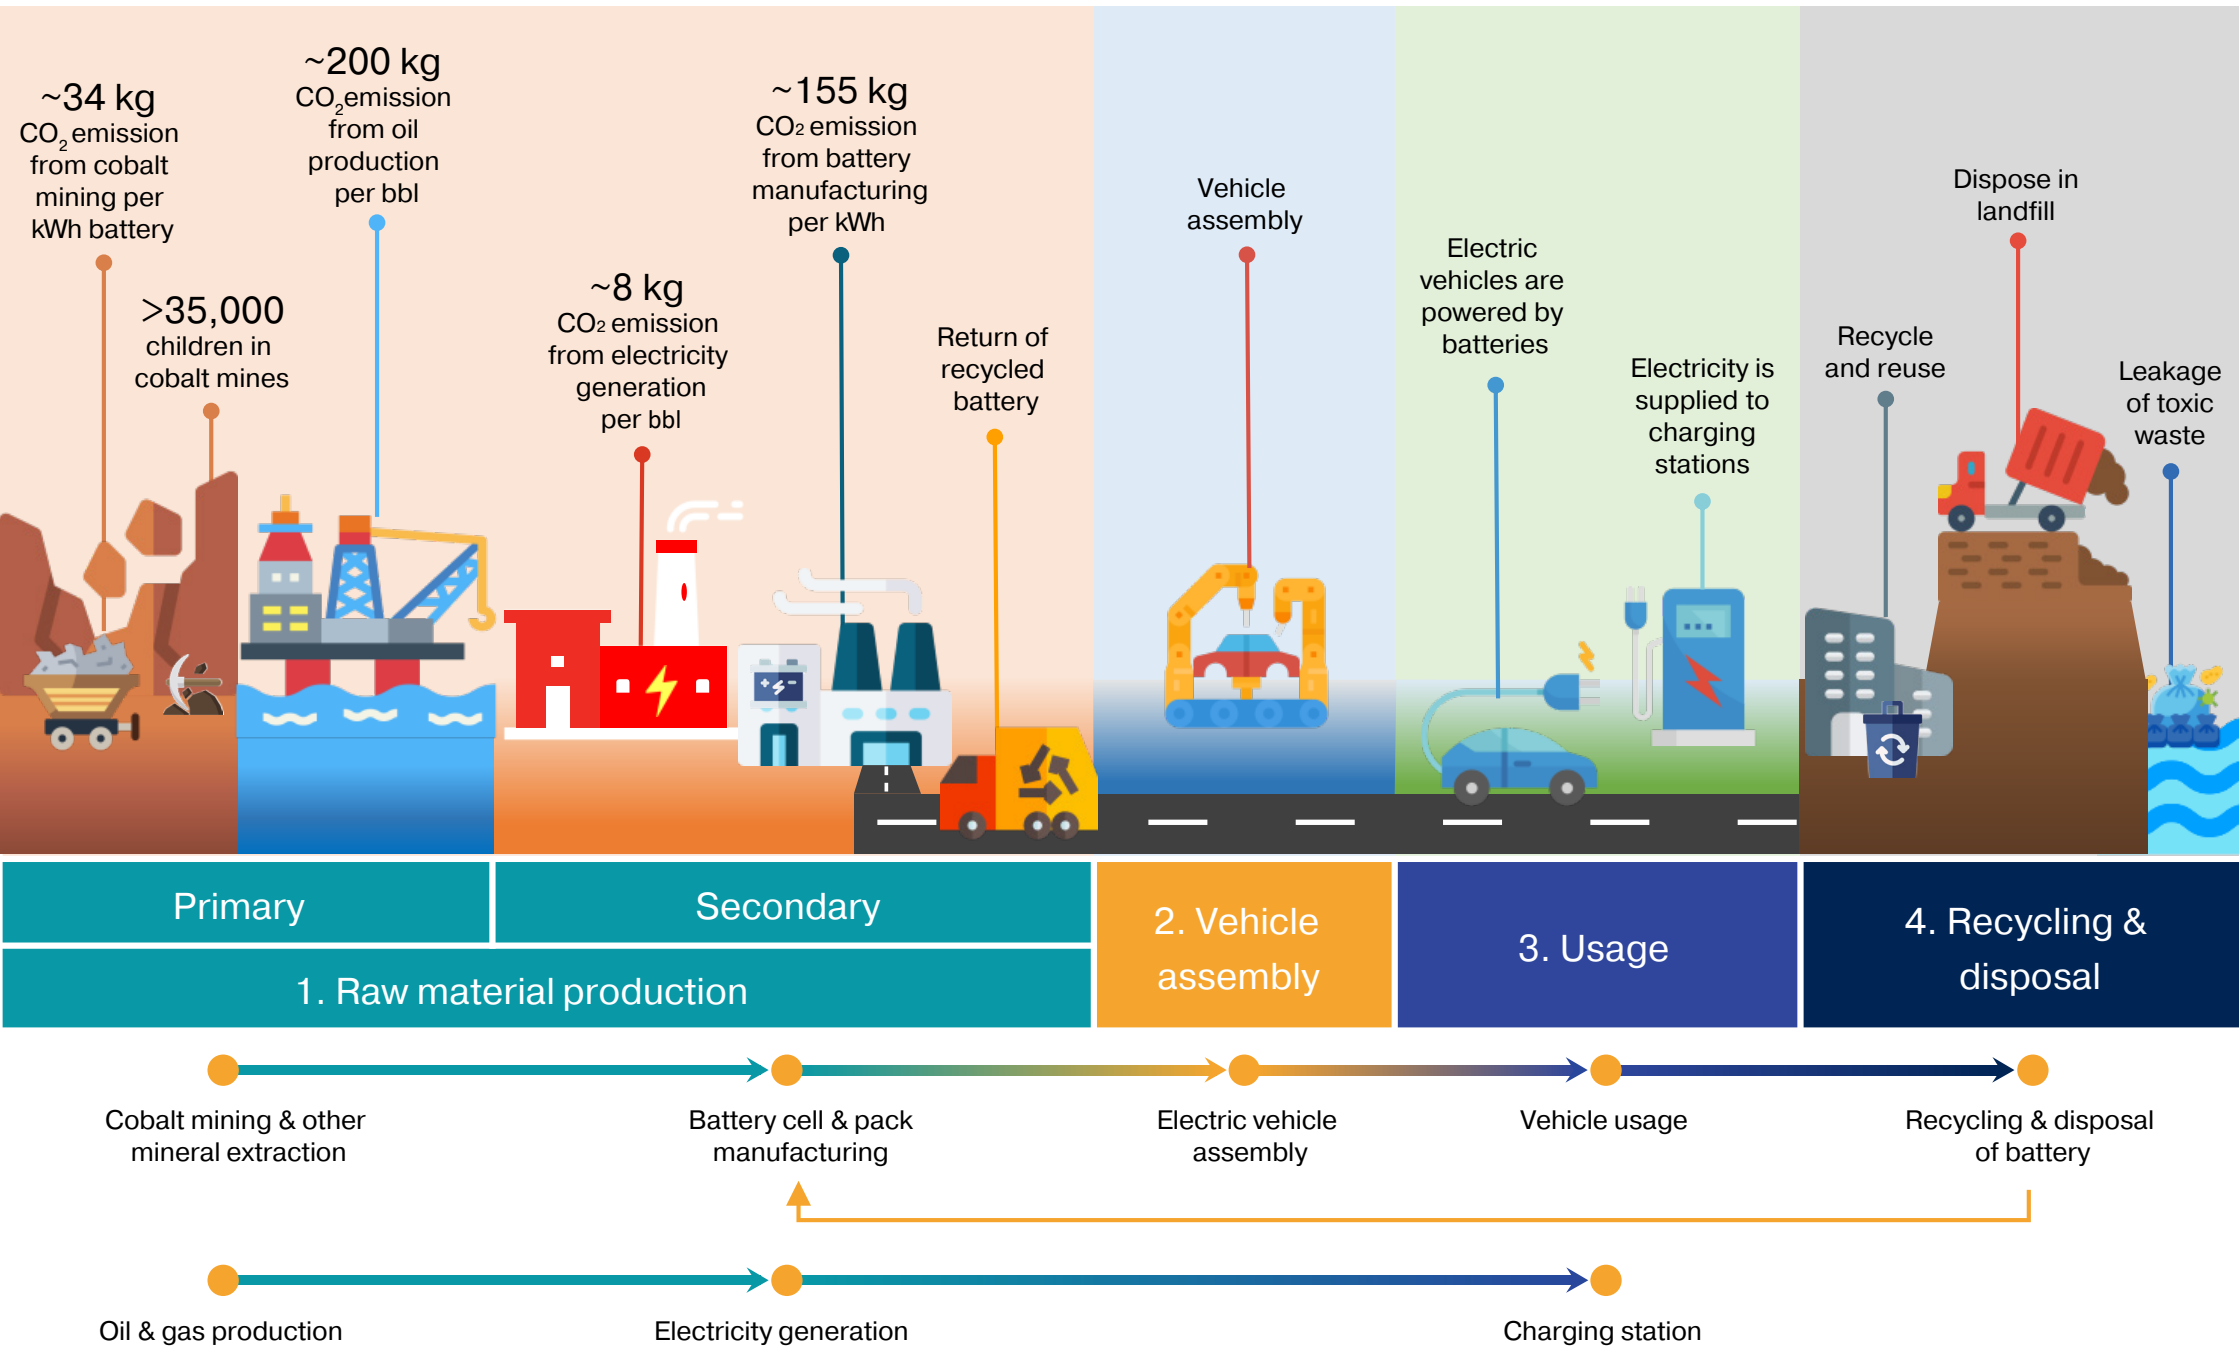 ~34 kg
CO₂ emission
from cobalt
mining per
kWh battery
>35,000
children in
cobalt mines
~200 kg
CO₂emission
from oil
production
per bbl
~8 kg
CO₂ emission
from electricity
generation
per bbl
~155 kg
CO₂ emission
from battery
manufacturing
per kWh
Return of
recycled
battery
Vehicle
assembly
Electric
vehicles are
powered by
batteries
Electricity is
supplied to
charging
stations
Recycle
and reuse
Dispose in
landfill
Leakage
of toxic
waste
Primary
Secondary
1. Raw material production
2. Vehicle
assembly
3. Usage
4. Recycling &
disposal
Cobalt mining & other
mineral extraction
Battery cell & pack
manufacturing
Electric vehicle
assembly
Vehicle usage
Recycling & disposal
of battery
Oil & gas production
Electricity generation
Charging station